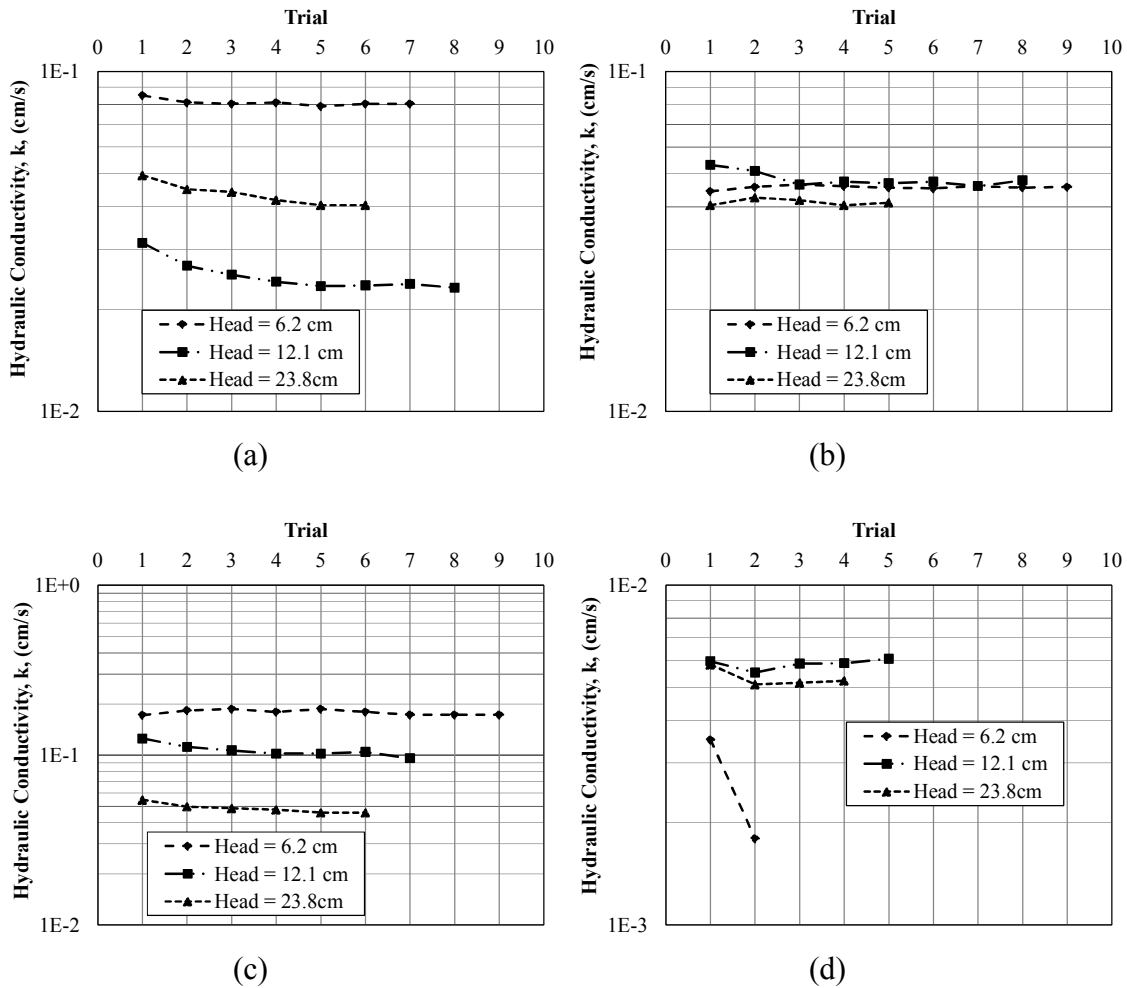 Trial
0 1 2 3 4 5 6 7 8 9 10
1E-1
1E-2
Hydraulic Conductivity, k, (cm/s)
Head = 6.2 cm
Head = 12.1 cm
Head = 23.8cm
(a)
Trial
0 1 2 3 4 5 6 7 8 9 10
1E-1
1E-2
Hydraulic Conductivity, k, (cm/s)
Head = 6.2 cm
Head = 12.1 cm
Head = 23.8cm
(b)
Trial
0 1 2 3 4 5 6 7 8 9 10
1E+0
1E-1
1E-2
Hydraulic Conductivity, k, (cm/s)
Head = 6.2 cm
Head = 12.1 cm
Head = 23.8cm
(c)
Trial
0 1 2 3 4 5 6 7 8 9 10
1E-2
1E-3
Hydraulic Conductivity, k, (cm/s)
Head = 6.2 cm
Head = 12.1 cm
Head = 23.8cm
(d)